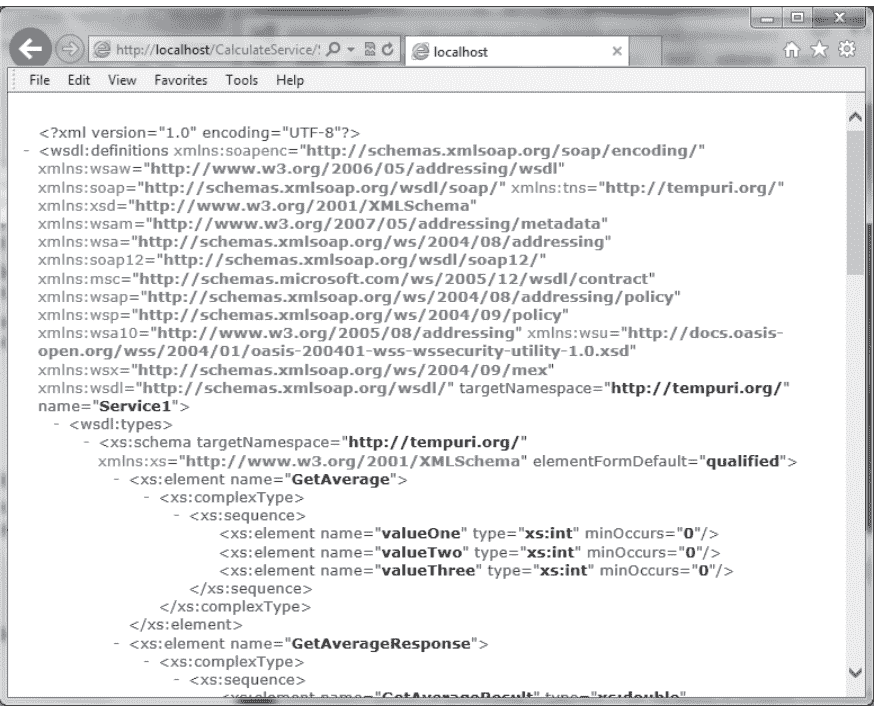 http://localhost/CalculateService/
localhost
File Edit View Favorites Tools Help
<?xml version="1.0" encoding="UTF-8"?>
- <wsdl:definitions xmlns:soapenc="http://schemas.xmlsoap.org/soap/encoding/"
xmlns:wsaw="http://www.w3.org/2006/05/addressing/wsdl"
xmlns:soap="http://schemas.xmlsoap.org/wsdl/soap/" xmlns:tns="http://tempuri.org/"
xmlns:xsd="http://www.w3.org/2001/XMLSchema"
xmlns:wsam="http://www.w3.org/2007/05/addressing/metadata"
xmlns:wsa="http://schemas.xmlsoap.org/ws/2004/08/addressing"
xmlns:soap12="http://schemas.xmlsoap.org/wsdl/soap12/"
xmlns:msc="http://schemas.microsoft.com/ws/2005/12/wsdl/contract"
xmlns:wsap="http://schemas.xmlsoap.org/ws/2004/08/addressing/policy"
xmlns:wsp="http://schemas.xmlsoap.org/ws/2004/09/policy"
xmlns:wsa10="http://www.w3.org/2005/08/addressing" xmlns:wsu="http://docs.oasis-
open.org/wss/2004/01/oasis-200401-wss-wssecurity-utility-1.0.xsd"
xmlns:wsx="http://schemas.xmlsoap.org/ws/2004/09/mex"
xmlns:wsdl="http://schemas.xmlsoap.org/wsdl/" targetNamespace="http://tempuri.org/"
name="Service1">
- <wsdl:types>
- <xs:schema targetNamespace="http://tempuri.org/"
xmlns:xs="http://www.w3.org/2001/XMLSchema" elementFormDefault="qualified">
- <xs:element name="GetAverage">
- <xs:complexType>
- <xs:sequence>
<xs:element name="valueOne" type="xs:int" minOccurs="0"/>
<xs:element name="valueTwo" type="xs:int" minOccurs="0"/>
<xs:element name="valueThree" type="xs:int" minOccurs="0"/>
</xs:sequence>
</xs:complexType>
</xs:element>
- <xs:element name="GetAverageResponse">
- <xs:complexType>
- <xs:sequence>
<xs:element name="GetAverageResult" type="xs:double"